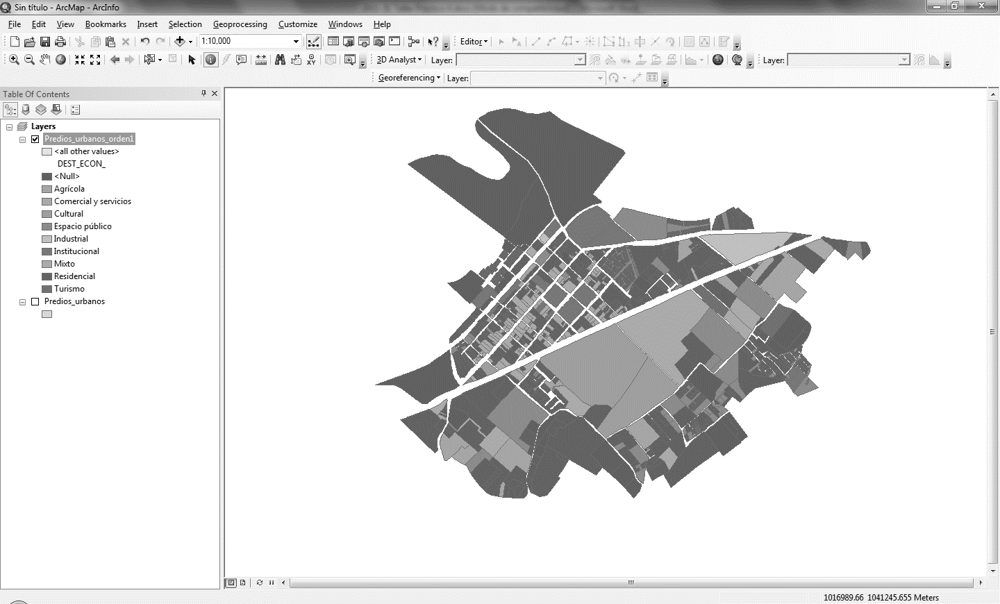 Sin título - ArcMap - ArcInfo
File Edit View Bookmarks Insert Selection Geoprocessing Customize Windows Help
1:10,000 Editor
3D Analyst Layer: Layer:
Georeferencing Layer:
Table Of Contents
Layers
Predios_urbanos_orden1
<all other values>
DEST_ECON_
<Null>
Agrícola
Comercial y servicios
Cultural
Espacio público
Industrial
Institucional
Mixto
Residencial
Turismo
Predios_urbanos
1016989.66 1041245.655 Meters